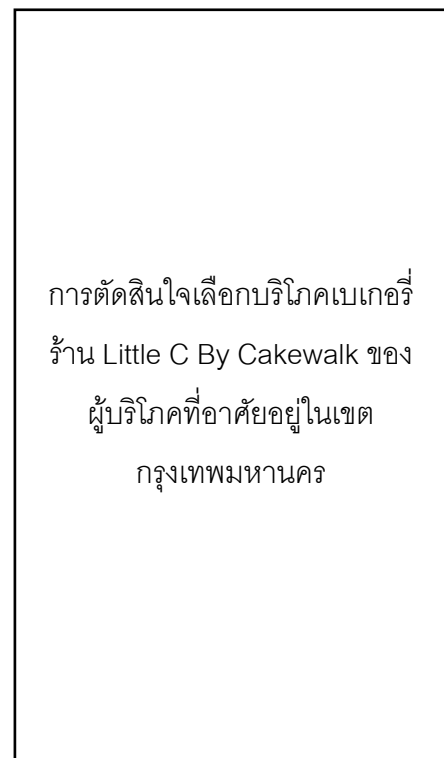 การตัดสินใจเลือกบริโภคเบเกอรี่
ร้าน Little C By Cakewalk ของ
ผู้บริโภคที่อาศัยอยู่ในเขต
กรุงเทพมหานคร